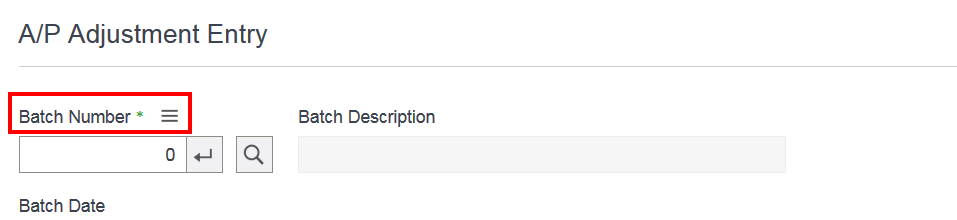 A/P Adjustment Entry
Batch Number *
Batch Description
0
Batch Date